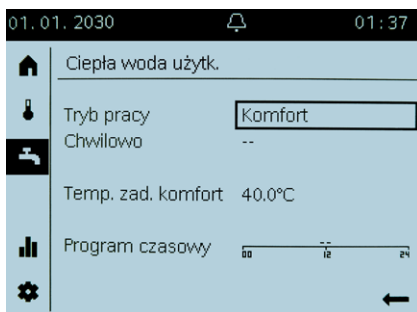 01.01.2030 01:37
Ciepła woda użytk.
Tryb pracy Komfort
Chwilowo --
Temp. zad. komfort 40.0°C
Program czasowy --
00 12 24